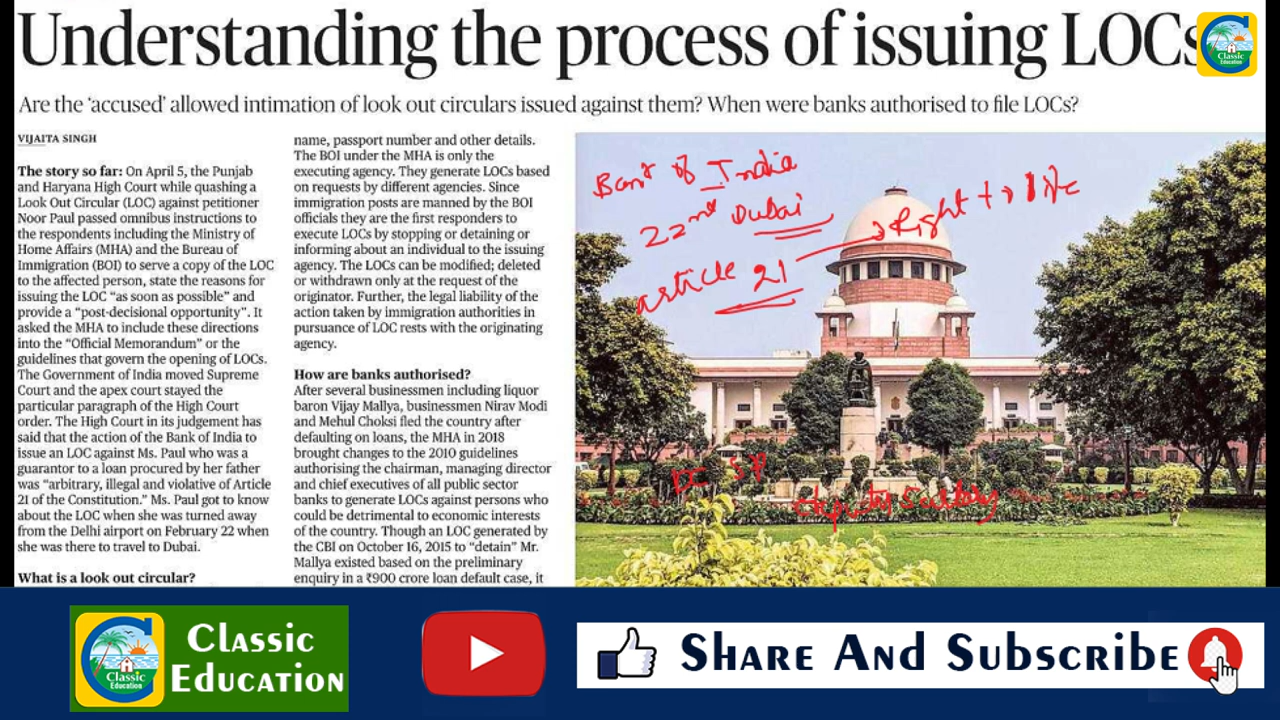 Understanding the process of issuing LOCs
Classic
Education
Are the 'accused' allowed intimation of look out circulars issued against them? When were banks authorised to file LOCs?
VIJAITA SINGH
The story so far: On April 5, the Punjab
and Haryana High Court while quashing a
Look Out Circular (LOC) against petitioner
Noor Paul passed omnibus instructions to
the respondents including the Ministry of
Home Affairs (MHA) and the Bureau of
Immigration (BOI) to serve a copy of the LOC
to the affected person, state the reasons for
issuing the LOC "as soon as possible" and
provide a "post-decisional opportunity". It
asked the MHA to include these directions
into the "Official Memorandum" or the
guidelines that govern the opening of LOCs.
The Government of India moved Supreme
Court and the apex court stayed the
particular paragraph of the High Court
order. The High Court in its judgement has
said that the action of the Bank of India to
issue an LOC against Ms. Paul who was a
guarantor to a loan procured by her father
was "arbitrary, illegal and violative of Article
21 of the Constitution." Ms. Paul got to know
about the LOC when she was turned away
from the Delhi airport on February 22 when
she was there to travel to Dubai.
What is a look out circular?
name, passport number and other details.
The BOI under the MHA is only the
executing agency. They generate LOCs based
on requests by different agencies. Since
immigration posts are manned by the BOI
officials they are the first responders to
execute LOCs by stopping or detaining or
informing about an individual to the issuing
agency. The LOCs can be modified; deleted
or withdrawn only at the request of the
originator. Further, the legal liability of the
action taken by immigration authorities in
pursuance of LOC rests with the originating
agency.
How are banks authorised?
After several businessmen including liquor
baron Vijay Mallya, businessmen Nirav Modi
and Mehul Choksi fled the country after
defaulting on loans, the MHA in 2018
brought changes to the 2010 guidelines
authorising the chairman, managing director
and chief executives of all public sector
banks to generate LOCs against persons who
could be detrimental to economic interests
of the country. Though an LOC generated by
the CBI on October 16, 2015 to "detain" Mr.
Mallya existed based on the preliminary
enquiry in a ₹900 crore loan default case, it
Bank of India
22nd Dubai
article 21 Right to life
DC SP
Classic
Education
Classic
Education
SHARE AND SUBSCRIBE